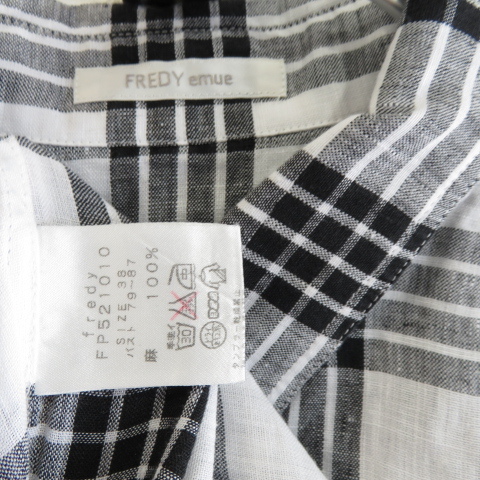 FREDY emue
fredy
FP521010
SIZE 38
バスト 79~87
麻 100%